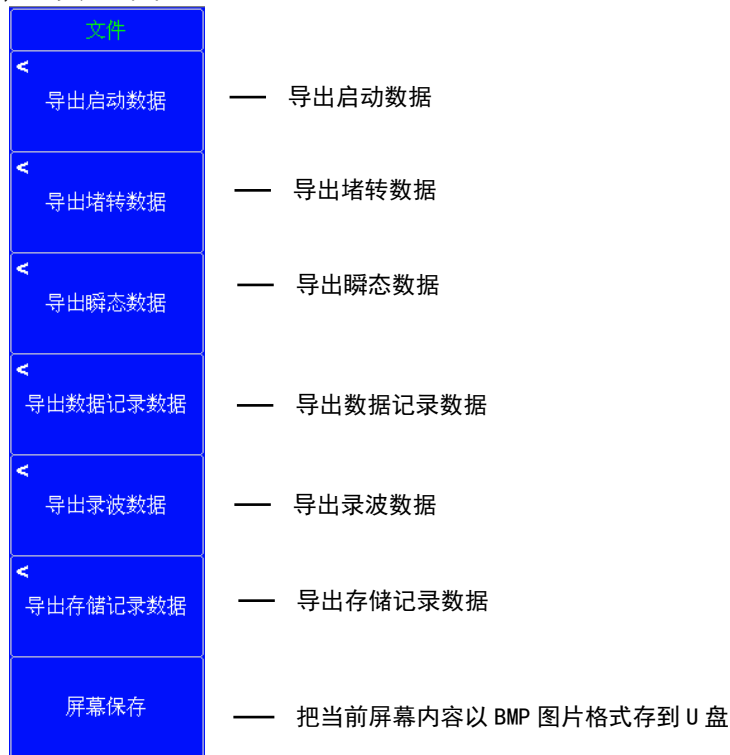 文件
<
导出启动数据 — 导出启动数据
<
导出堵转数据 — 导出堵转数据
<
导出瞬态数据 — 导出瞬态数据
<
导出数据记录数据 — 导出数据记录数据
<
导出录波数据 — 导出录波数据
<
导出存储记录数据 — 导出存储记录数据
屏幕保存 — 把当前屏幕内容以 BMP 图片格式存到 U 盘